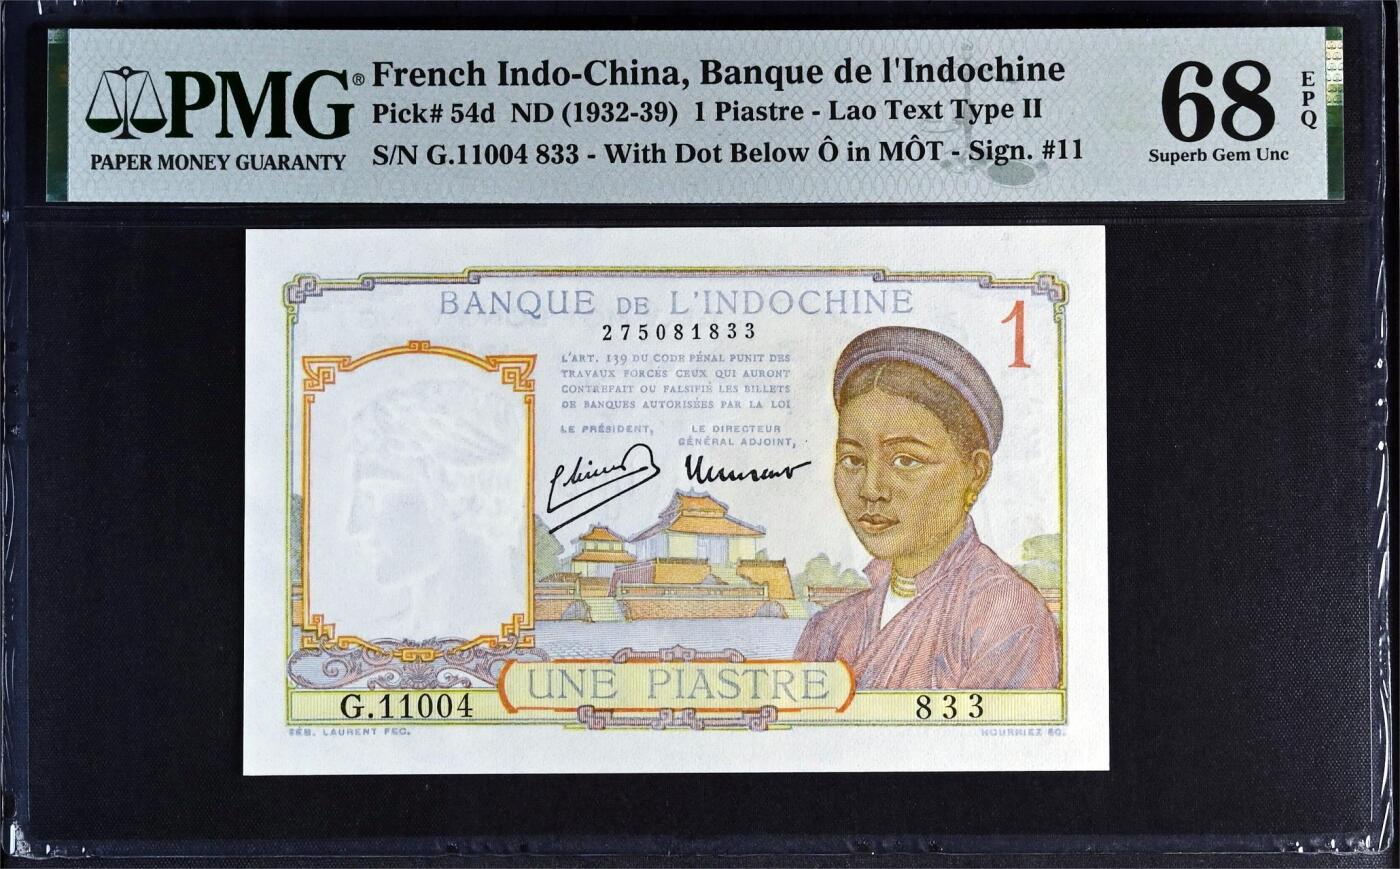 PMG®
PAPER MONEY GUARANTY
French Indo-China, Banque de l'Indochine
Pick# 54d ND (1932-39) 1 Piastre - Lao Text Type II
S/N G.11004 833 - With Dot Below Ô in MÔT - Sign. #11
68
EPQ
Superb Gem Unc
BANQUE DE L'INDOCHINE
275081833
1
L'ART. 139 DU CODE PÉNAL PUNIT DES
TRAVAUX FORCÉS CEUX QUI AURONT
CONTREFAIT OU FALSIFIÉ LES BILLETS
DE BANQUES AUTORISÉES PAR LA LOI
LE PRÉSIDENT,
LE DIRECTEUR
GÉNÉRAL ADJOINT,
UNE PIASTRE
G.11004
833
SÉB. LAURENT FEC.
HOURRIEZ SC.